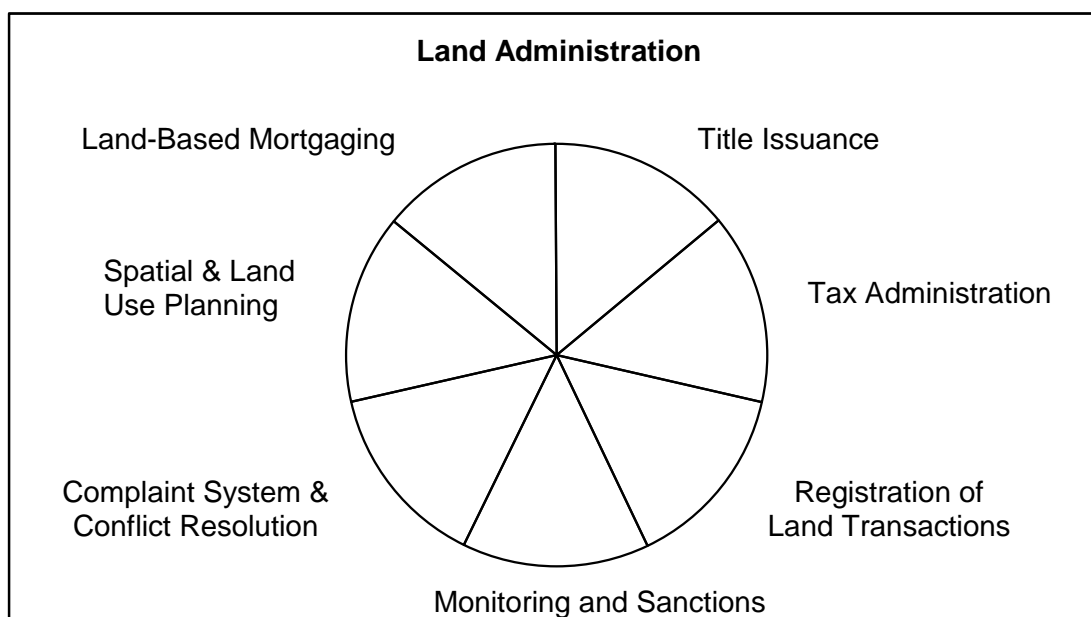 Land Administration
Land-Based Mortgaging
Title Issuance
Spatial & Land
Use Planning
Tax Administration
Complaint System &
Conflict Resolution
Registration of
Land Transactions
Monitoring and Sanctions